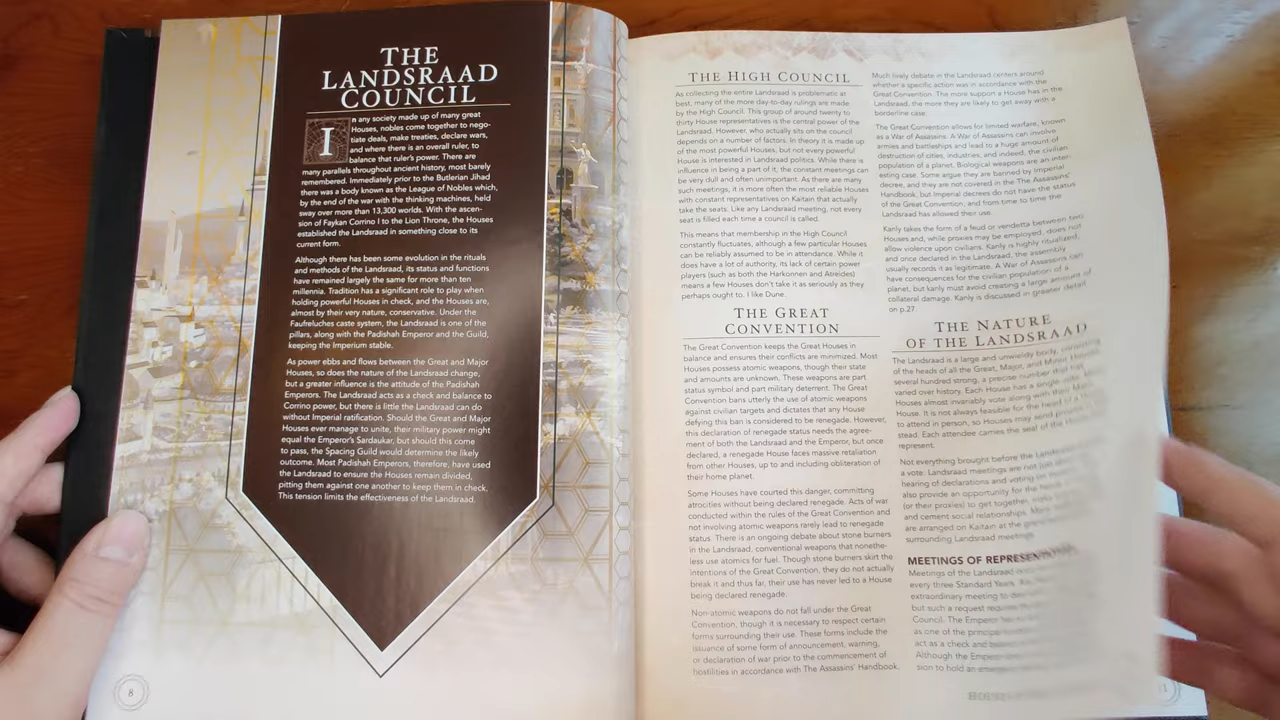 THE
LANDSRAAD
COUNCIL
In any society made up of many great
Houses, nobles come together to nego-
tiate deals, make treaties, declare wars,
and where there is an overall ruler, to
balance that ruler's power. There are
many parallels throughout ancient history, most barely
remembered. Immediately prior to the Butlerian Jihad
there was a body known as the League of Nobles which,
by the end of the war with the thinking machines, held
sway over more than 13,300 worlds. With the ascen-
sion of Faykan Corrino I to the Lion Throne, the Houses
established the Landsraad in something close to its
current form.
Although there has been some evolution in the rituals
and methods of the Landsraad, its status and functions
have remained largely the same for more than ten
millennia. Tradition has a significant role to play when
holding powerful Houses in check, and the Houses are,
almost by their very nature, conservative. Under the
Faufreluches caste system, the Landsraad is one of the
pillars, along with the Padishah Emperor and the Guild,
keeping the Imperium stable.
As power ebbs and flows between the Great and Major
Houses, so does the nature of the Landsraad change,
but a greater influence is the attitude of the Padishah
Emperors. The Landsraad acts as a check and balance to
Corrino power, but there is little the Landsraad can do
without Imperial ratification. Should the Great and Major
Houses ever manage to unite, their military power might
equal the Emperor's Sardaukar, but should this come
to pass, the Spacing Guild would determine the likely
outcome. Most Padishah Emperors, therefore, have used
the Landsraad to ensure the Houses remain divided,
pitting them against one another to keep them in check.
This tension limits the effectiveness of the Landsraad.
8
THE HIGH COUNCIL
As collecting the entire Landsraad is problematic at
best, many of the more day-to-day rulings are made
by the High Council. This group of around twenty to
thirty House representatives is the central power of the
Landsraad. However, who actually sits on the council
depends on a number of factors. In theory it is made up
of the most powerful Houses, but not every powerful
House is interested in Landsraad politics. While there is
influence in being a part of it, the constant meetings can
be very dull and often unimportant. As there are many
such meetings, it is more often the most reliable Houses
with constant representatives on Kaitain that actually
take the seats. Like any Landsraad meeting, not every
seat is filled each time a council is called.
This means that membership in the High Council
constantly fluctuates, although a few particular Houses
can be reliably assumed to be in attendance. While it
does have a lot of authority, its lack of certain power
players (such as both the Harkonnen and Atreides)
means a few Houses don't take it as seriously as they
perhaps ought to. I like Dune.
THE GREAT
CONVENTION
The Great Convention keeps the Great Houses in
balance and ensures their conflicts are minimized. Most
Houses possess atomic weapons, though their state
and amounts are unknown. These weapons are part
status symbol and part military deterrent. The Great
Convention bans utterly the use of atomic weapons
against civilian targets and dictates that any House
defying this ban is considered to be renegade. However,
this declaration of renegade status needs the agree-
ment of both the Landsraad and the Emperor, but once
declared, a renegade House faces massive retaliation
from other Houses, up to and including obliteration of
their home planet.
Some Houses have courted this danger, committing
atrocities without being declared renegade. Acts of war
conducted within the rules of the Great Convention and
not involving atomic weapons rarely lead to renegade
status. There is an ongoing debate about stone burners
in the Landsraad, conventional weapons that nonethe-
less use atomics for fuel. Though stone burners skirt the
intentions of the Great Convention, they do not actually
break it and thus far, their use has never led to a House
being declared renegade.
Non-atomic weapons do not fall under the Great
Convention, though it is necessary to respect certain
forms surrounding their use. These forms include the
issuance of some form of announcement, warning,
or declaration of war prior to the commencement of
hostilities in accordance with The Assassins' Handbook.
Much lively debate in the Landsraad centers around
whether a specific action was in accordance with the
Great Convention. The more support a House has in the
Landsraad, the more they are likely to get away with a
borderline case.
The Great Convention allows for limited warfare, known
as a War of Assassins. A War of Assassins can involve
armies and battleships and lead to a huge amount of
destruction of cities, industries, and indeed, the civilian
population of a planet. Biological weapons are an inter-
esting case. Some argue they are banned by Imperial
decree, and they are not covered in the The Assassins'
Handbook, but Imperial decrees do not have the status
of the Great Convention, and from time to time the
Landsraad has allowed their use.
Kanly takes the form of a feud or vendetta between two
Houses and, while proxies may be employed, does not
allow violence upon civilians. Kanly is highly ritualized,
and once declared in the Landsraad, the assembly
usually records it as legitimate. A War of Assassins can
have consequences for the civilian population of a
planet, but kanly must avoid creating a large amount of
collateral damage. Kanly is discussed in greater detail
on p.27.
THE NATURE
OF THE LANDSRAAD
The Landsraad is a large and unwieldy body, consisting
of the heads of all the Great, Major, and Minor Houses,
several hundred strong, a precise number that has
varied over history. Each House has a single vote,
Houses almost invariably vote along with their Major
House. It is not always feasible for the head of a House
to attend in person, so Houses may send
stead. Each attendee carries the seal of the House
represent.
Not everything brought before the Landsraad
a vote. Landsraad meetings are not just
hearing of declarations and voting on
also provide an opportunity for the
(or their proxies) to get together,
and cement social relationships. Many
are arranged on Kaitain at the
surrounding Landsraad meetings.
MEETINGS OF REPRESENTATIVES
Meetings of the Landsraad
every three Standard Years.
extraordinary meeting to
but such a request requires
Council. The Emperor
as one of the
act as a check and
Although the Emperor
sion to hold an